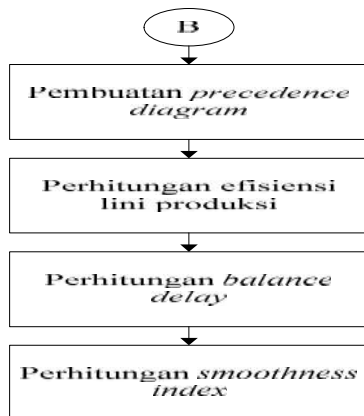 B
Pembuatan precedence
diagram
Perhitungan efisiensi
lini produksi
Perhitungan balance
delay
Perhitungan smoothness
index